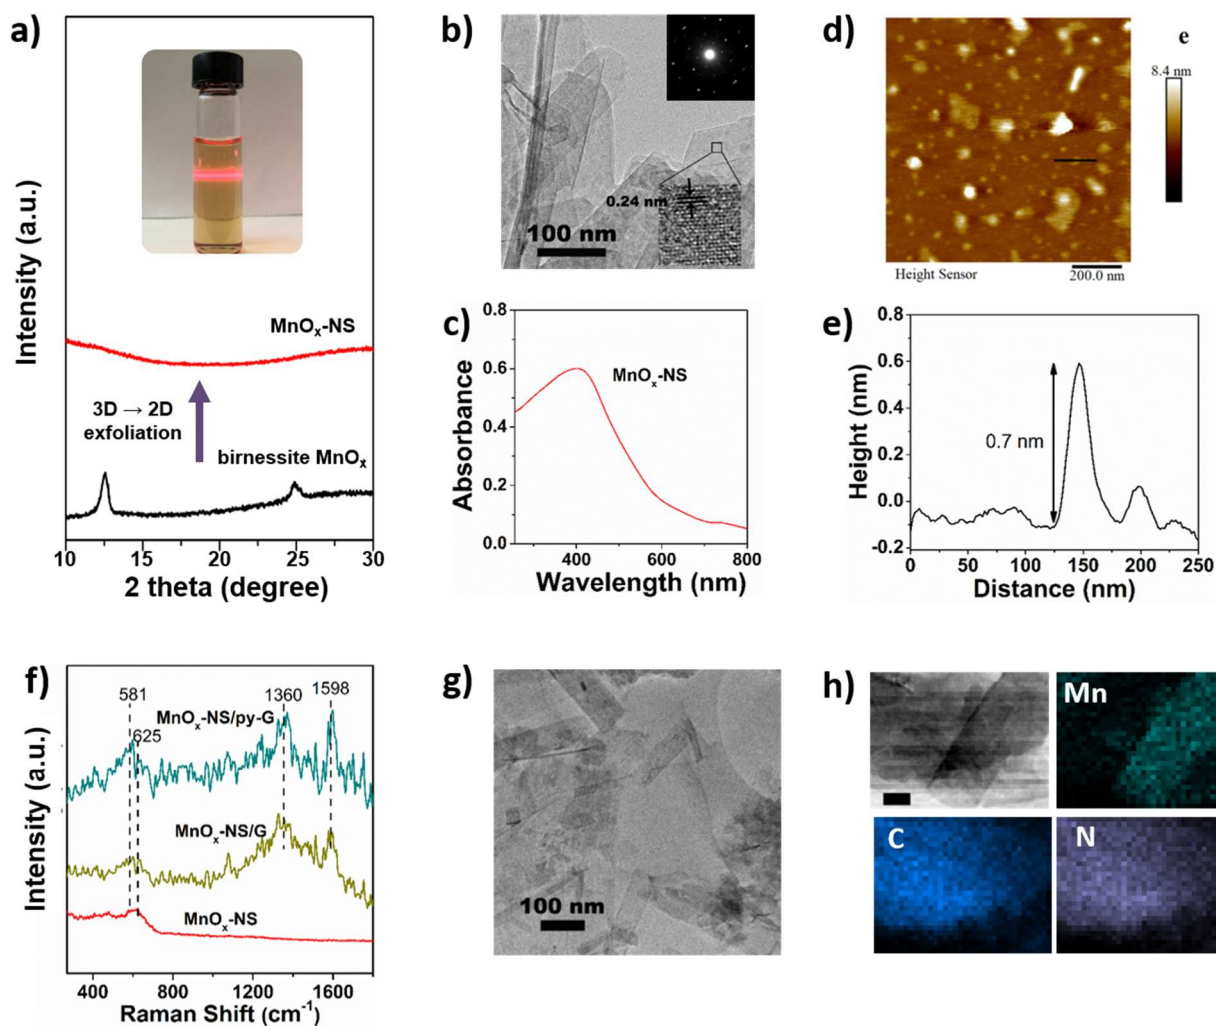 a)
Intensity (a.u.)
MnOₓ-NS
3D → 2D
exfoliation
birnessite MnOₓ
10 15 20 25 30
2 theta (degree)
b)
0.24 nm
100 nm
c)
Absorbance
0.8
0.6
0.4
0.2
0.0
MnOₓ-NS
400 500 600 700 800
Wavelength (nm)
d)
e
8.4 nm
Height Sensor
200.0 nm
e)
Height (nm)
0.8
0.6
0.4
0.2
0.0
-0.2
0.7 nm
0 50 100 150 200 250
Distance (nm)
f)
Intensity (a.u.)
581
625
1360
1598
MnOₓ-NS/py-G
MnOₓ-NS/G
MnOₓ-NS
400 800 1200 1600
Raman Shift (cm⁻¹)
g)
100 nm
h)
Mn
C
N